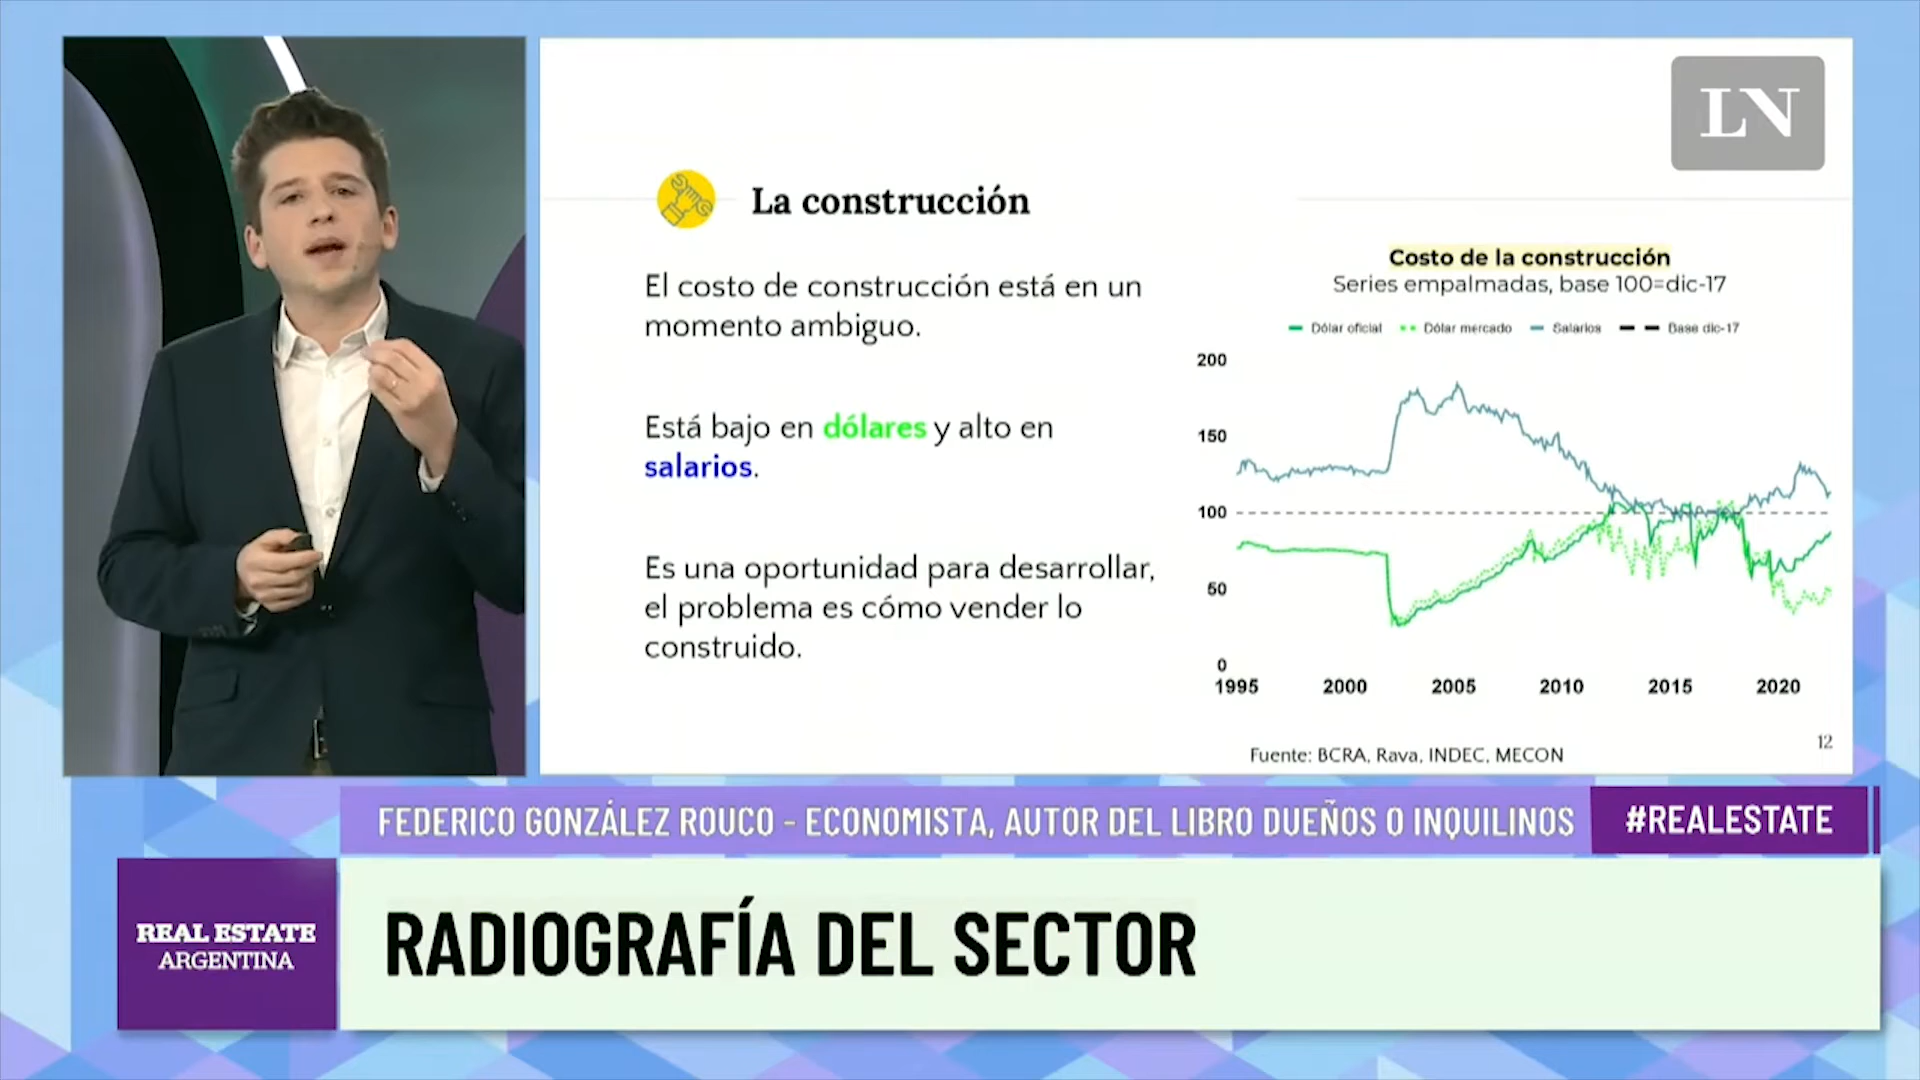 LN
La construcción
El costo de construcción está en un
momento ambiguo.
Está bajo en dólares y alto en
salarios.
Es una oportunidad para desarrollar,
el problema es cómo vender lo
construido.
Costo de la construcción
Series empalmadas, base 100=dic-17
Dólar oficial Dólar mercado Salarios Base dic-17
200
150
100
50
0
1995 2000 2005 2010 2015 2020
Fuente: BCRA, Rava, INDEC, MECON
12
FEDERICO GONZÁLEZ ROUCO - ECONOMISTA, AUTOR DEL LIBRO DUEÑOS O INQUILINOS
#REALESTATE
REAL ESTATE
ARGENTINA
RADIOGRAFÍA DEL SECTOR